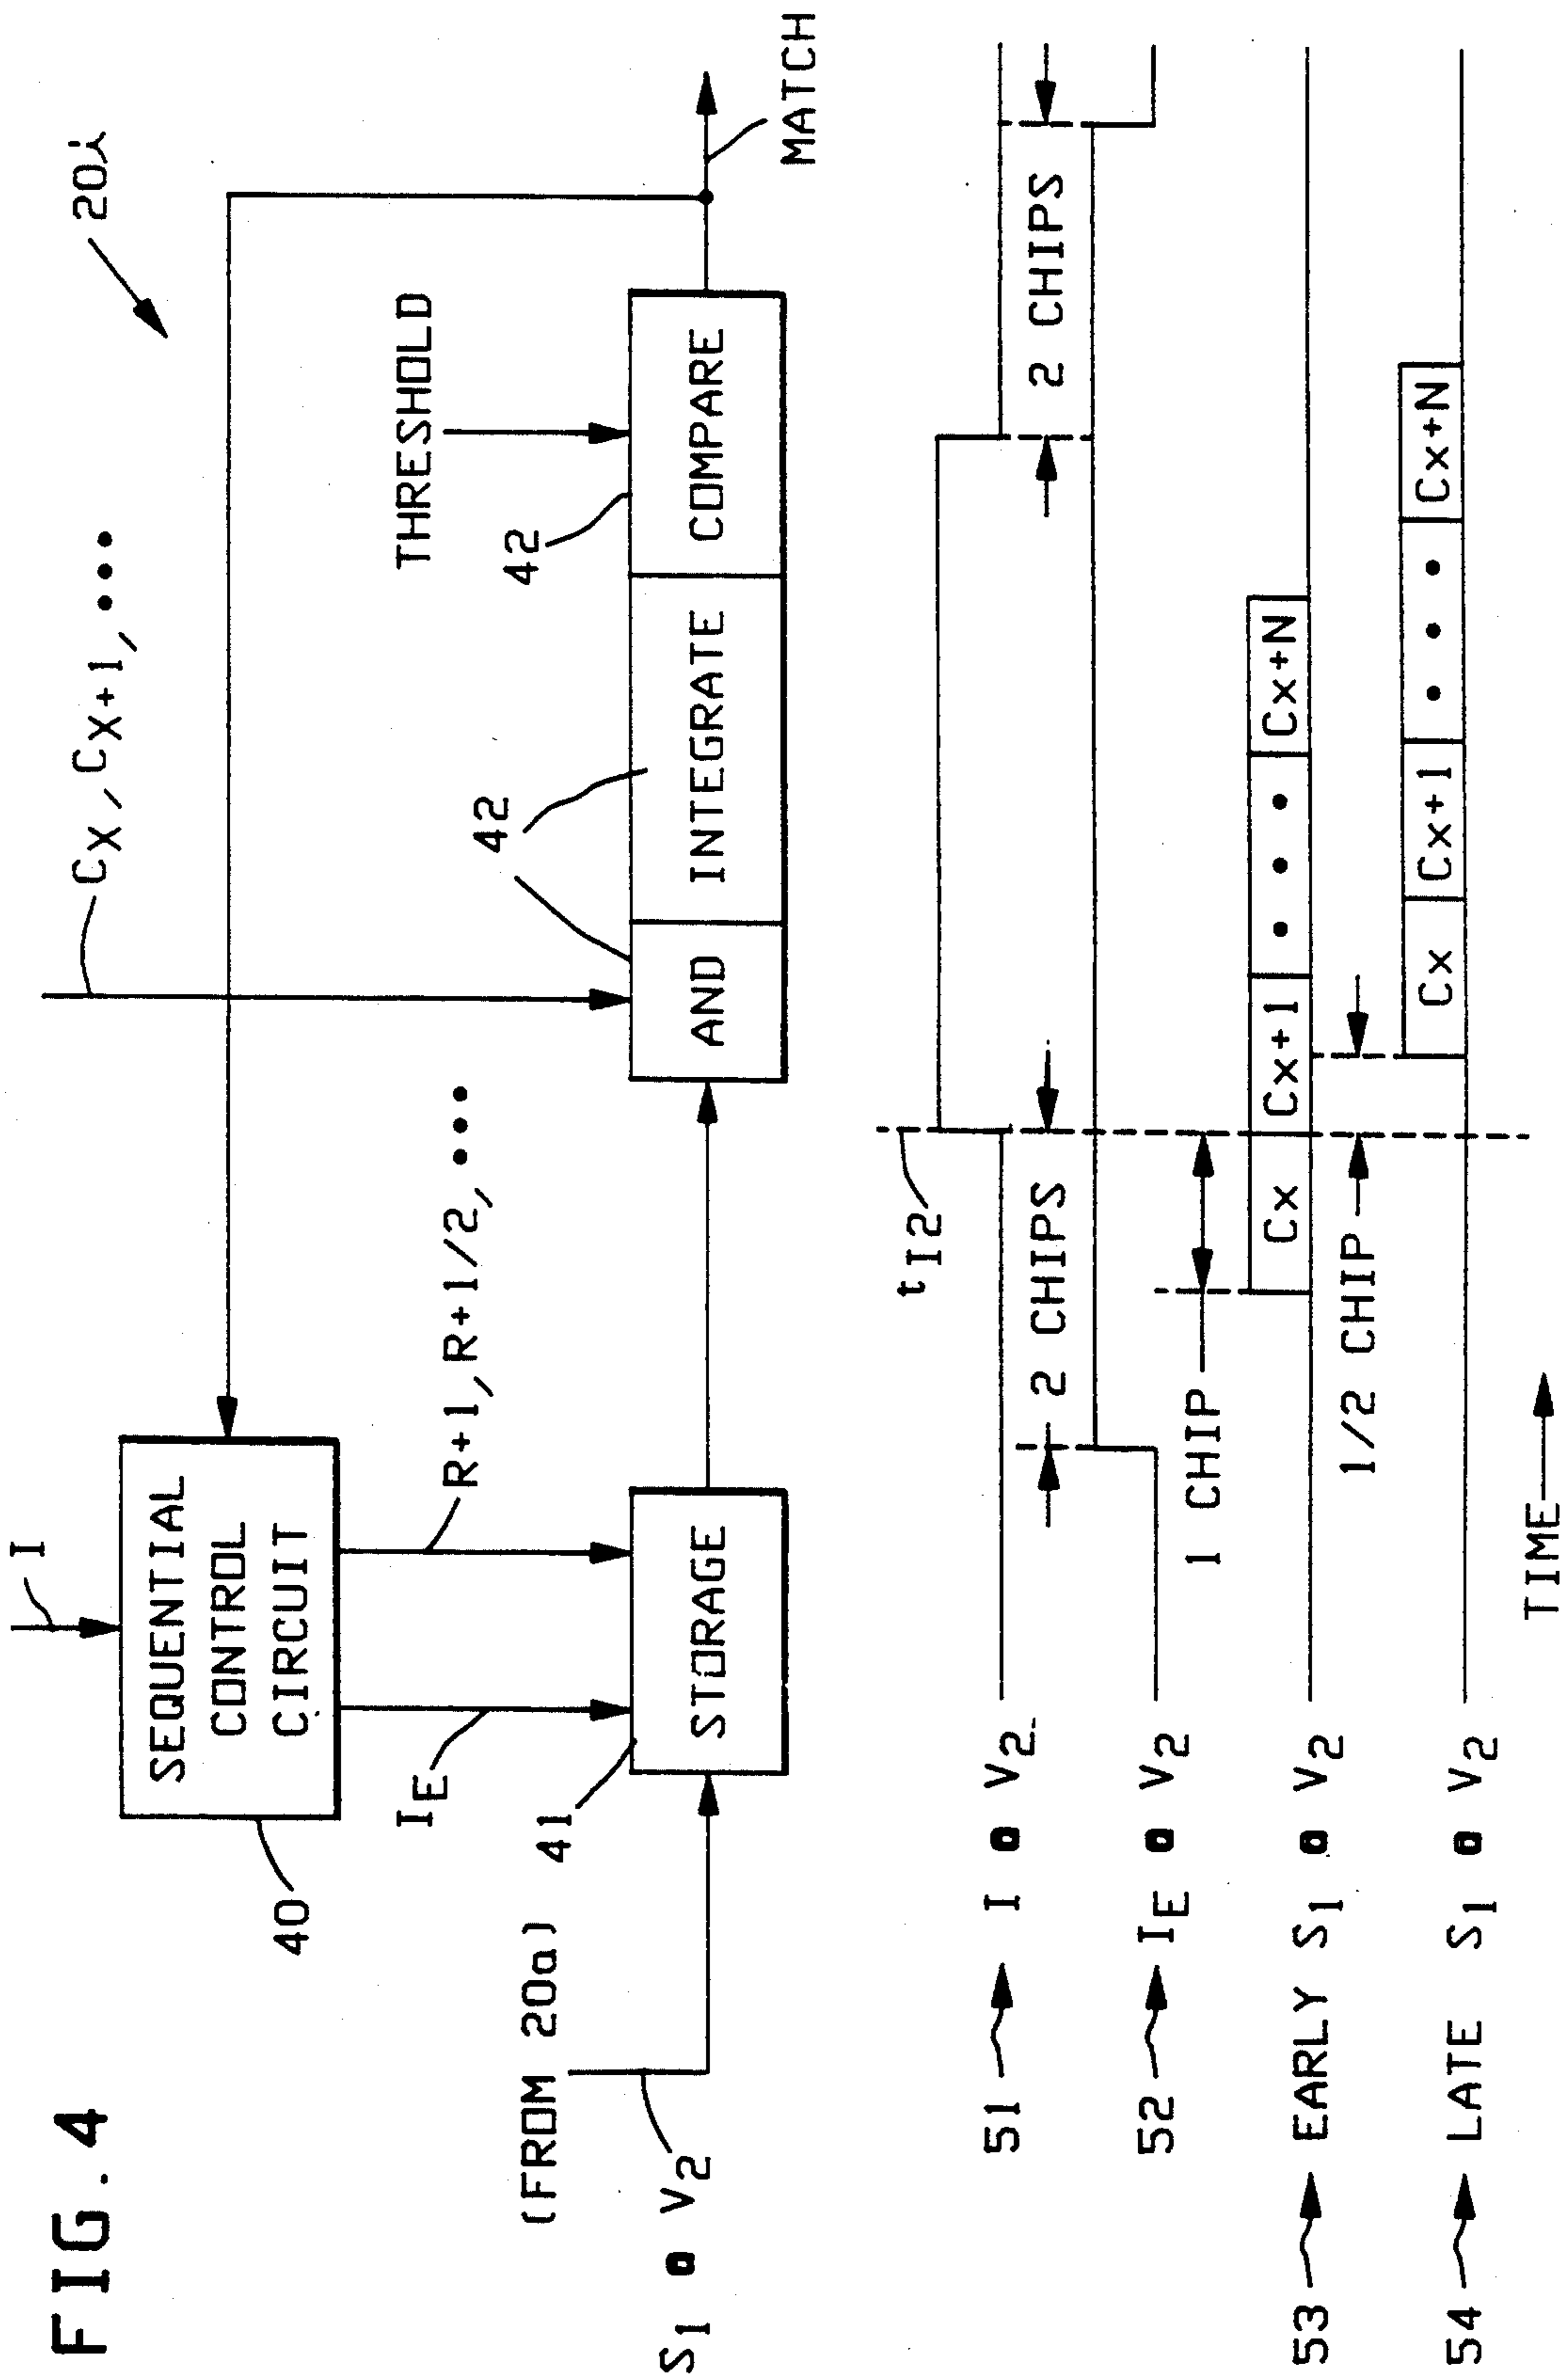 FIG. 4
20i
I
SEQUENTIAL
CONTROL
CIRCUIT
40
CX, CX+1, •••
IE
R+1, R+1/2, •••
THRESHOLD
42
42
(FROM 20a)
41
S1 • V2
STORAGE
AND
INTEGRATE
COMPARE
MATCH
tI2
51 I • V2
2 CHIPS
2 CHIPS
52 IE • V2
1 CHIP
53 EARLY S1 • V2
Cx
Cx+1
• • •
Cx+N
1/2 CHIP
54 LATE S1 • V2
Cx
Cx+1
• • •
Cx+N
TIME